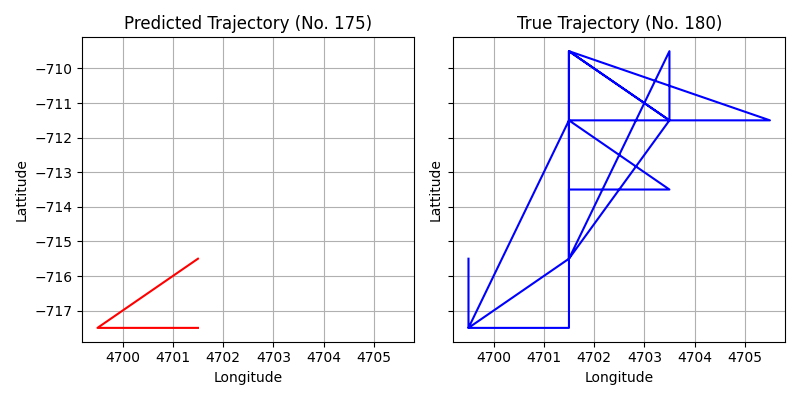 Predicted Trajectory (No. 175)
−710
−711
−712
−713
−714
−715
−716
−717
Lattitude
4700 4701 4702 4703 4704 4705
Longitude
True Trajectory (No. 180)
Lattitude
4700 4701 4702 4703 4704 4705
Longitude